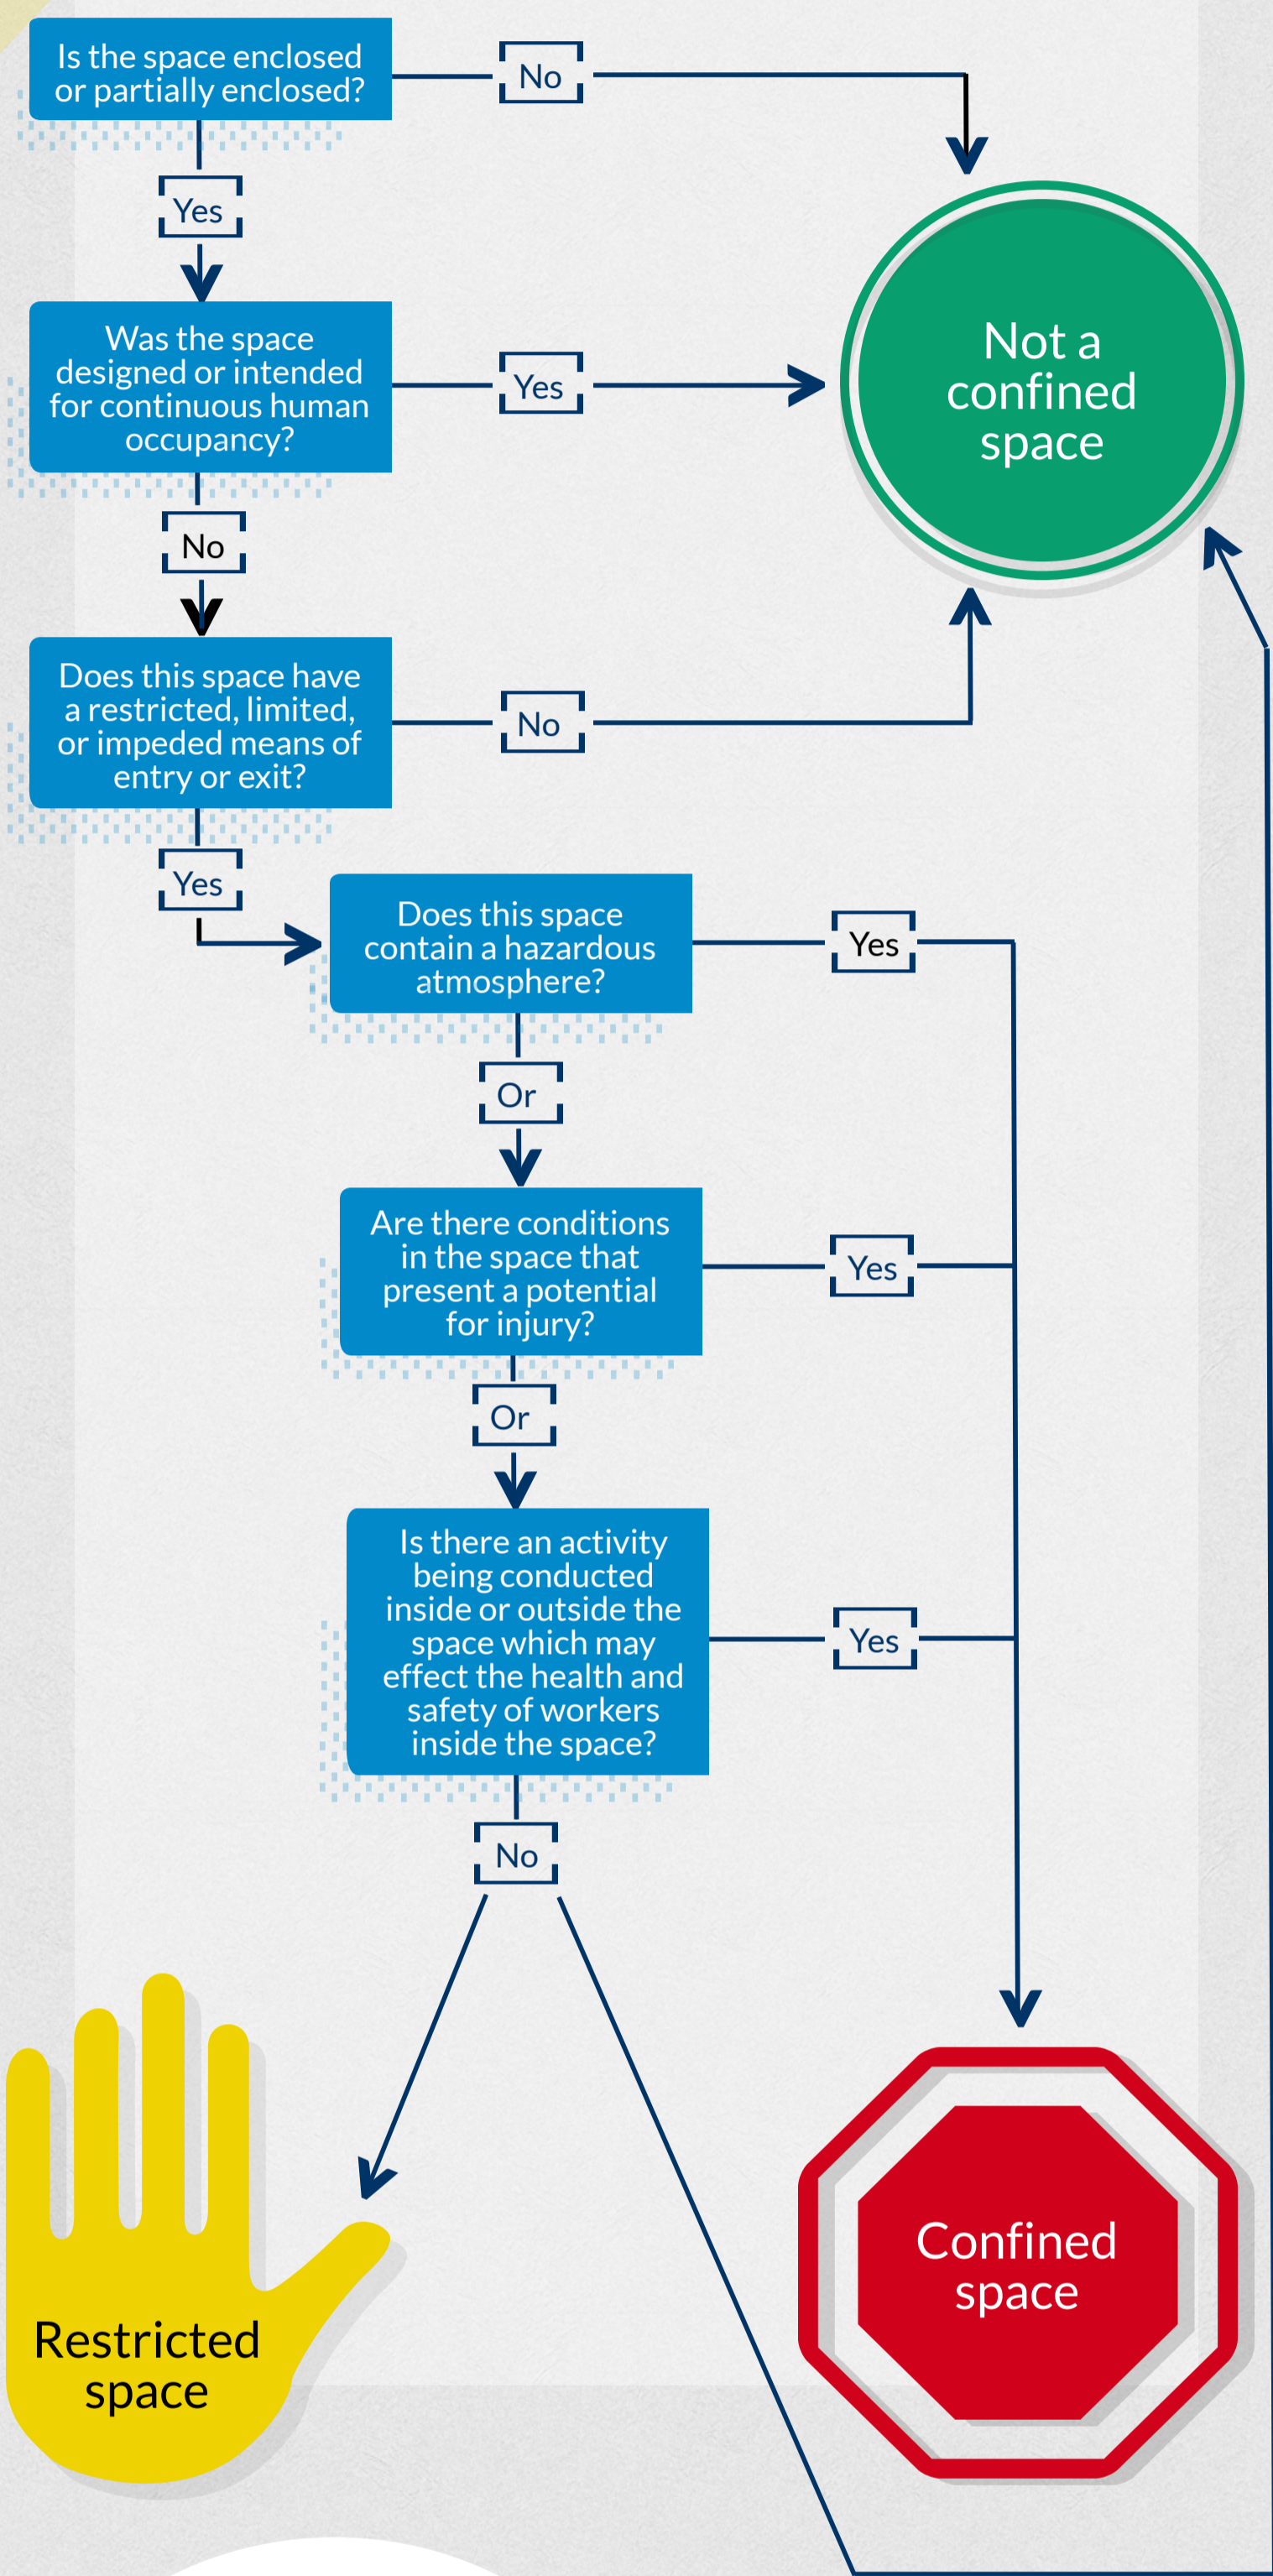 Is the space enclosed
or partially enclosed?
No
Yes
Was the space
designed or intended
for continuous human
occupancy?
Yes
Not a
confined
space
No
Does this space have
a restricted, limited,
or impeded means of
entry or exit?
No
Yes
Does this space
contain a hazardous
atmosphere?
Yes
Or
Are there conditions
in the space that
present a potential
for injury?
Yes
Or
Is there an activity
being conducted
inside or outside the
space which may
effect the health and
safety of workers
inside the space?
Yes
No
Restricted
space
Confined
space